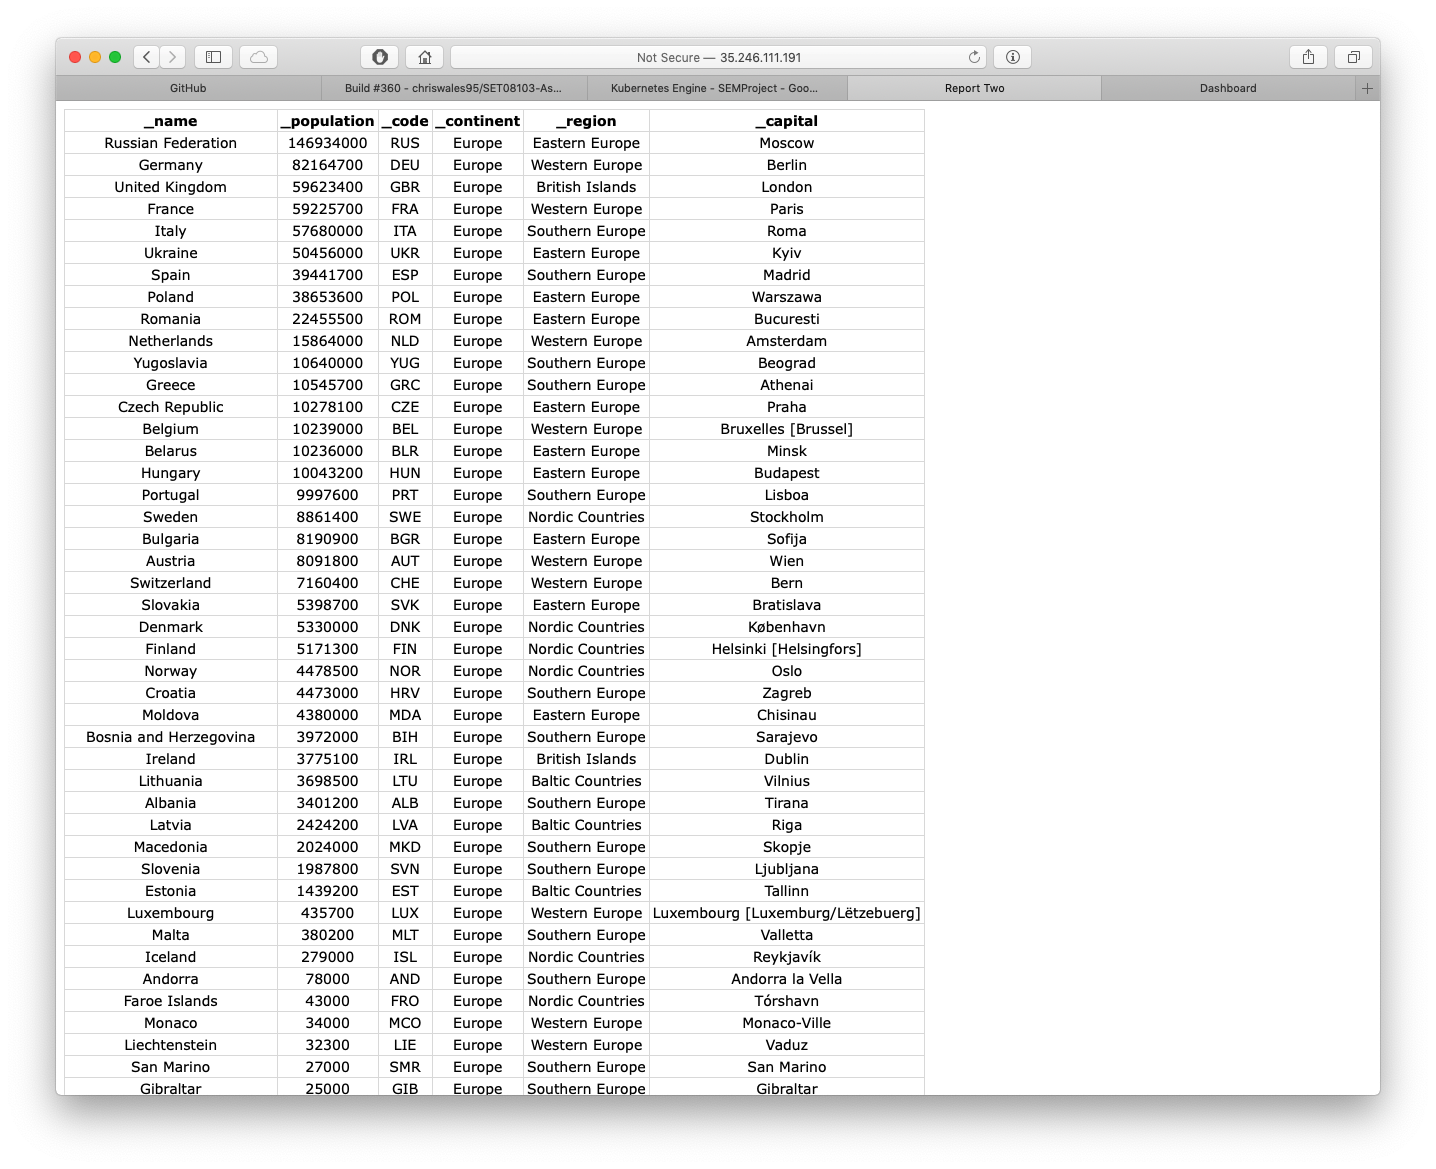 Not Secure — 35.246.111.191
GitHub Build #360 - chriswales95/SET08103-As... Kubernetes Engine - SEMProject - Goo... Report Two Dashboard
_name _population _code _continent _region _capital
Russian Federation 146934000 RUS Europe Eastern Europe Moscow
Germany 82164700 DEU Europe Western Europe Berlin
United Kingdom 59623400 GBR Europe British Islands London
France 59225700 FRA Europe Western Europe Paris
Italy 57680000 ITA Europe Southern Europe Roma
Ukraine 50456000 UKR Europe Eastern Europe Kyiv
Spain 39441700 ESP Europe Southern Europe Madrid
Poland 38653600 POL Europe Eastern Europe Warszawa
Romania 22455500 ROM Europe Eastern Europe Bucuresti
Netherlands 15864000 NLD Europe Western Europe Amsterdam
Yugoslavia 10640000 YUG Europe Southern Europe Beograd
Greece 10545700 GRC Europe Southern Europe Athenai
Czech Republic 10278100 CZE Europe Eastern Europe Praha
Belgium 10239000 BEL Europe Western Europe Bruxelles [Brussel]
Belarus 10236000 BLR Europe Eastern Europe Minsk
Hungary 10043200 HUN Europe Eastern Europe Budapest
Portugal 9997600 PRT Europe Southern Europe Lisboa
Sweden 8861400 SWE Europe Nordic Countries Stockholm
Bulgaria 8190900 BGR Europe Eastern Europe Sofija
Austria 8091800 AUT Europe Western Europe Wien
Switzerland 7160400 CHE Europe Western Europe Bern
Slovakia 5398700 SVK Europe Eastern Europe Bratislava
Denmark 5330000 DNK Europe Nordic Countries København
Finland 5171300 FIN Europe Nordic Countries Helsinki [Helsingfors]
Norway 4478500 NOR Europe Nordic Countries Oslo
Croatia 4473000 HRV Europe Southern Europe Zagreb
Moldova 4380000 MDA Europe Eastern Europe Chisinau
Bosnia and Herzegovina 3972000 BIH Europe Southern Europe Sarajevo
Ireland 3775100 IRL Europe British Islands Dublin
Lithuania 3698500 LTU Europe Baltic Countries Vilnius
Albania 3401200 ALB Europe Southern Europe Tirana
Latvia 2424200 LVA Europe Baltic Countries Riga
Macedonia 2024000 MKD Europe Southern Europe Skopje
Slovenia 1987800 SVN Europe Southern Europe Ljubljana
Estonia 1439200 EST Europe Baltic Countries Tallinn
Luxembourg 435700 LUX Europe Western Europe Luxembourg [Luxemburg/Lëtzebuerg]
Malta 380200 MLT Europe Southern Europe Valletta
Iceland 279000 ISL Europe Nordic Countries Reykjavík
Andorra 78000 AND Europe Southern Europe Andorra la Vella
Faroe Islands 43000 FRO Europe Nordic Countries Tórshavn
Monaco 34000 MCO Europe Western Europe Monaco-Ville
Liechtenstein 32300 LIE Europe Western Europe Vaduz
San Marino 27000 SMR Europe Southern Europe San Marino
Gibraltar 25000 GIB Europe Southern Europe Gibraltar